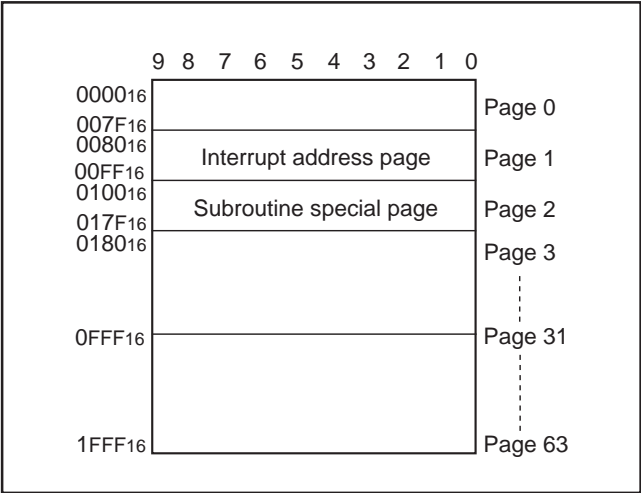 9 8 7 6 5 4 3 2 1 0
000016
Page 0
007F16
008016
Interrupt address page
Page 1
00FF16
010016
Subroutine special page
Page 2
017F16
018016
Page 3
0FFF16
Page 31
1FFF16
Page 63